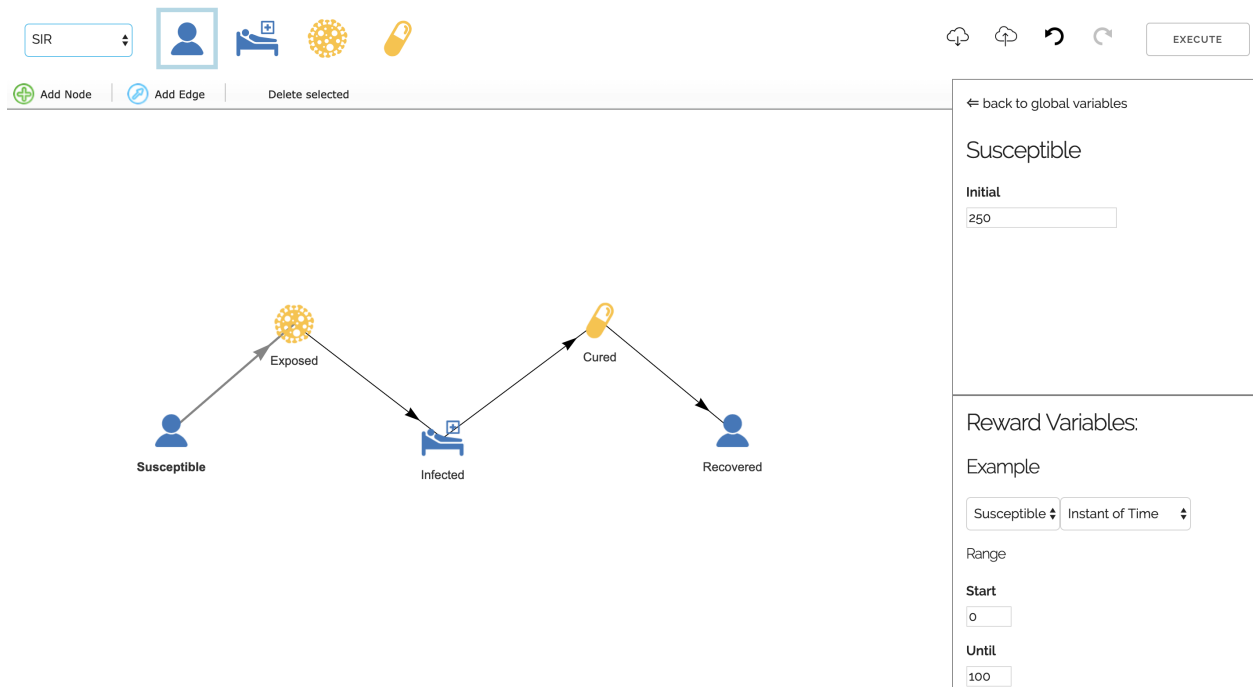 SIR
EXECUTE
Add Node
Add Edge
Delete selected
⇐ back to global variables
Susceptible
Initial
250
Exposed
Cured
Susceptible
Infected
Recovered
Reward Variables:
Example
Susceptible Instant of Time
Range
Start
0
Until
100